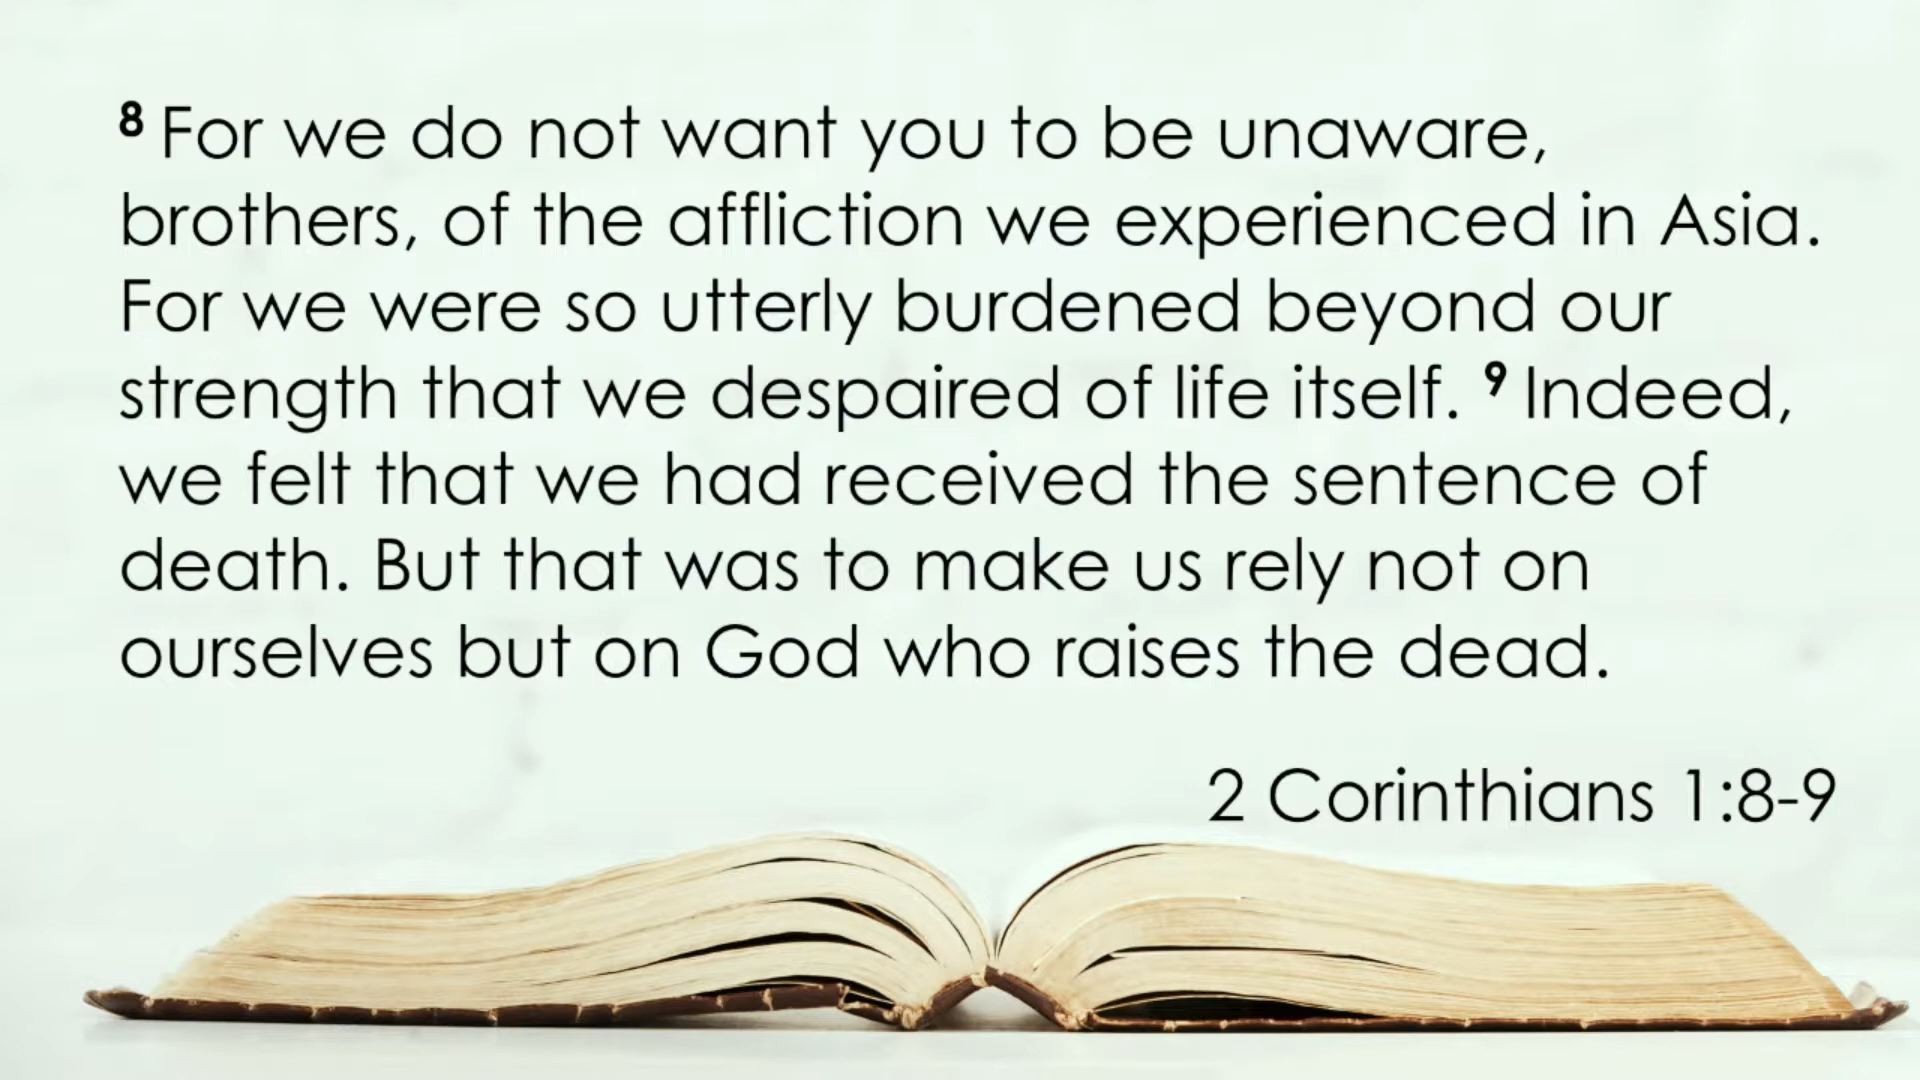 8 For we do not want you to be unaware,
brothers, of the affliction we experienced in Asia.
For we were so utterly burdened beyond our
strength that we despaired of life itself. 9 Indeed,
we felt that we had received the sentence of
death. But that was to make us rely not on
ourselves but on God who raises the dead.
2 Corinthians 1:8-9